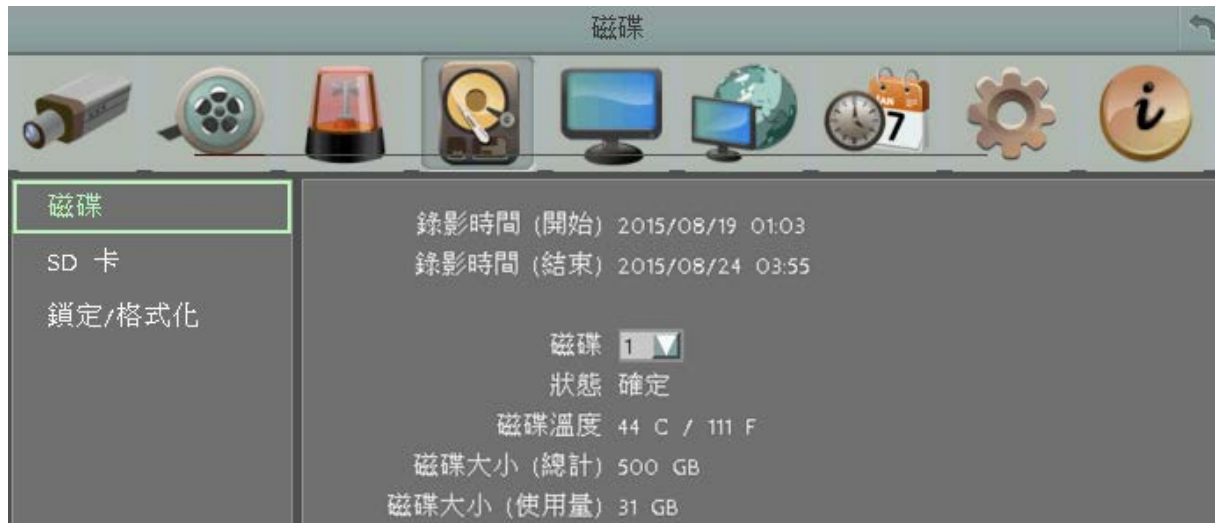 磁碟
JAN
7
i
磁碟
SD 卡
鎖定/格式化
錄影時間 (開始) 2015/08/19 01:03
錄影時間 (結束) 2015/08/24 03:55
磁碟 1
狀態 確定
磁碟溫度 44 C / 111 F
磁碟大小 (總計) 500 GB
磁碟大小 (使用量) 31 GB